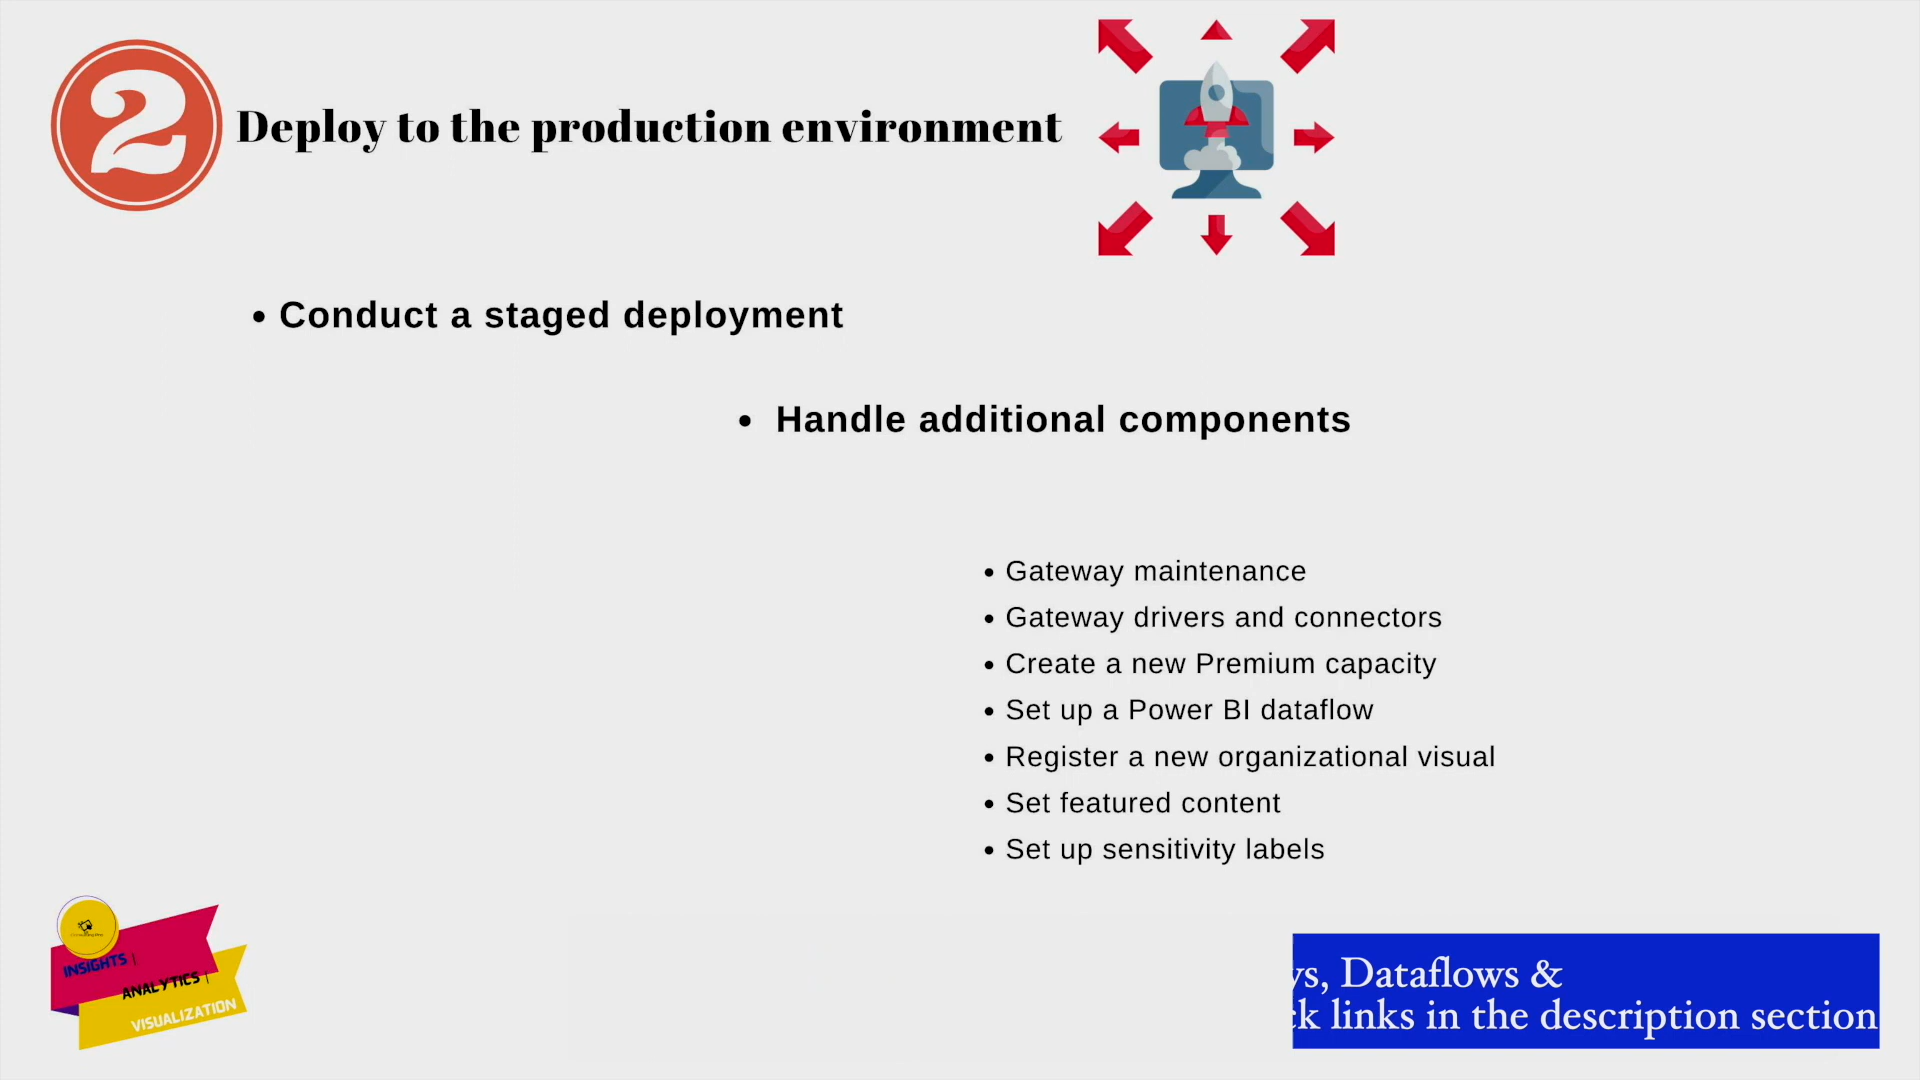 2
Deploy to the production environment
• Conduct a staged deployment
• Handle additional components
• Gateway maintenance
• Gateway drivers and connectors
• Create a new Premium capacity
• Set up a Power BI dataflow
• Register a new organizational visual
• Set featured content
• Set up sensitivity labels
INSIGHTS |
ANALYTICS |
VISUALIZATION
Dataflows &
links in the description section